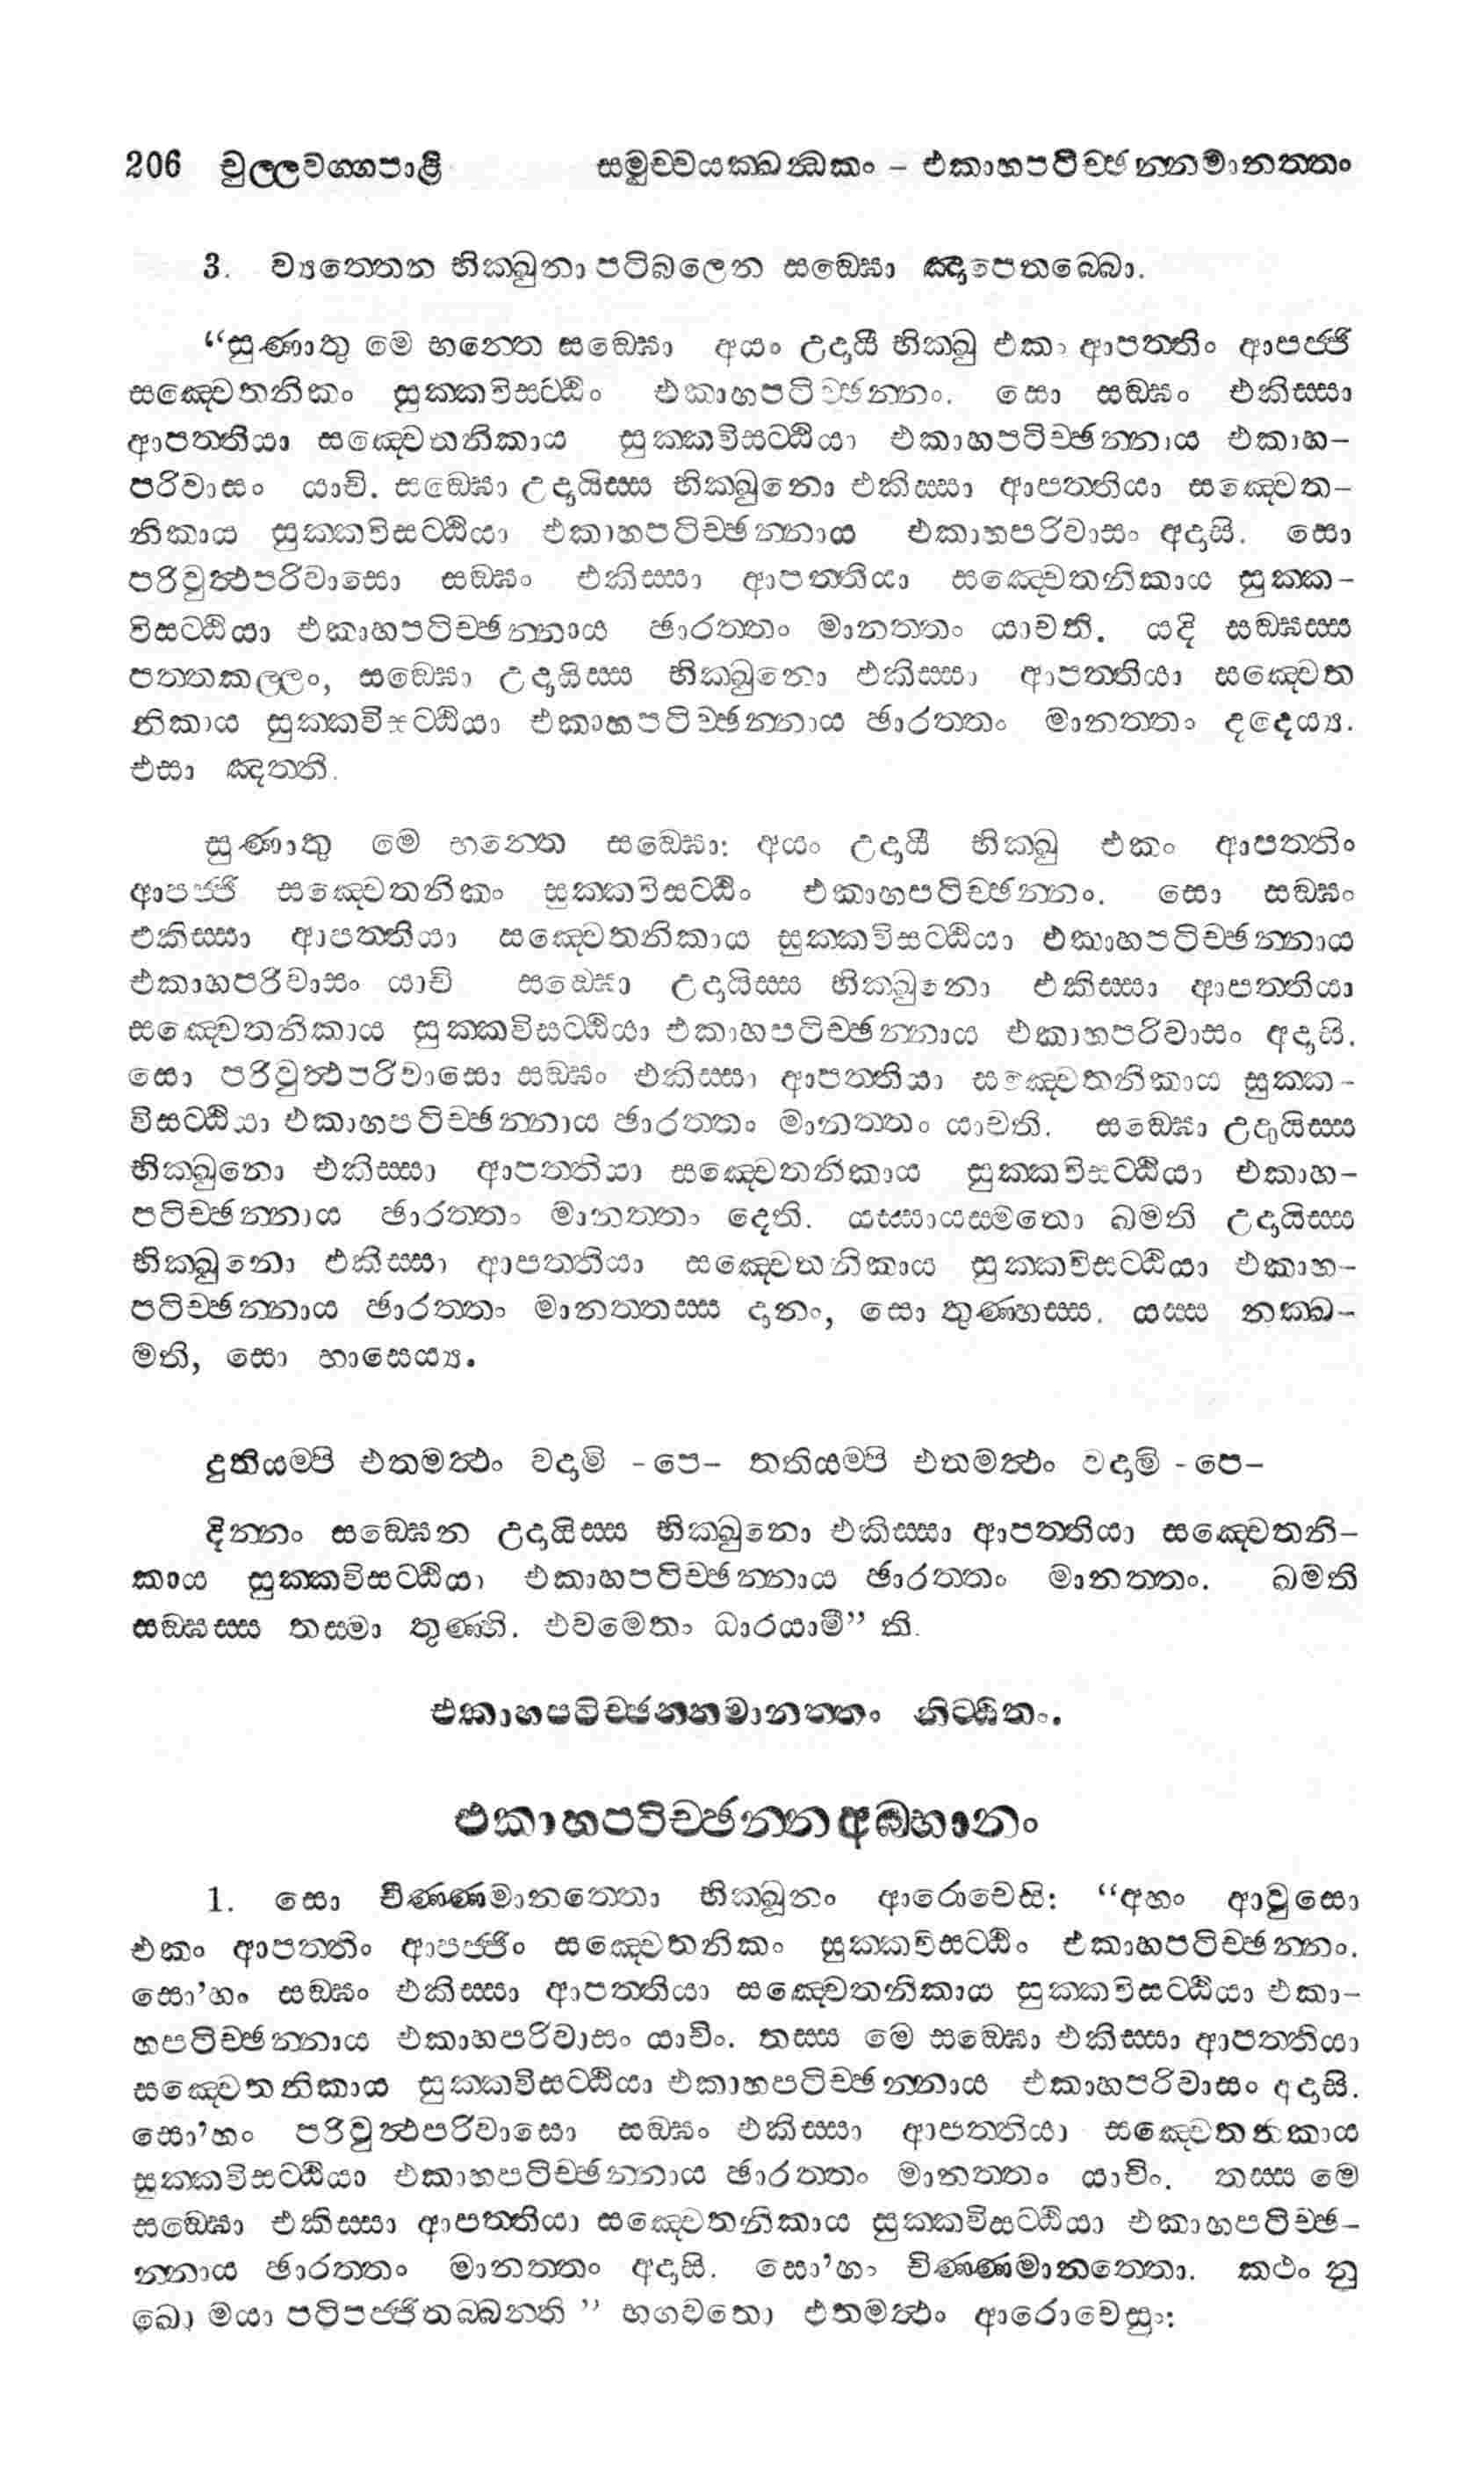 206 චුල්ලවග්ගපාළි සමුච්චයක්ඛන්ධකං – එකාහපටිච්ඡන්නමානත්තං
3. ව්‍යත්තෙන භික්ඛුනා පටිබලෙන සඞ්ඝො ඤාපෙතබ්බො.
“සුණාතු මෙ භන්තෙ සඞ්ඝො අයං උදායී භික්ඛු එකං ආපත්තිං ආපජ්ජි
සඤ්චෙතනිකං සුක්කවිසට්ඨිං එකාහපටිච්ඡන්නං. සො සඞ්ඝං එකිස්සා
ආපත්තියා සඤ්චෙතනිකාය සුක්කවිසට්ඨියා එකාහපටිච්ඡන්නාය එකාහ-
පරිවාසං යාචි. සඞ්ඝො උදායිස්ස භික්ඛුනො එකිස්සා ආපත්තියා සඤ්චෙත-
නිකාය සුක්කවිසට්ඨියා එකාහපටිච්ඡන්නාය එකාහපරිවාසං අදාසි. සො
පරිවුත්ථපරිවාසො සඞ්ඝං එකිස්සා ආපත්තියා සඤ්චෙතනිකාය සුක්ක-
විසට්ඨියා එකාහපටිච්ඡන්නාය ඡාරත්තං මානත්තං යාචති. යදි සඞ්ඝස්ස
පත්තකල්ලං, සඞ්ඝො උදායිස්ස භික්ඛුනො එකිස්සා ආපත්තියා සඤ්චෙත
නිකාය සුක්කවිසට්ඨියා එකාහපටිච්ඡන්නාය ඡාරත්තං මානත්තං දදෙය්‍ය.
එසා ඤත්ති.
සුණාතු මෙ භන්තෙ සඞ්ඝො: අයං උදායී භික්ඛු එකං ආපත්තිං
ආපජ්ජි සඤ්චෙතනිකං සුක්කවිසට්ඨිං එකාහපටිච්ඡන්නං. සො සඞ්ඝං
එකිස්සා ආපත්තියා සඤ්චෙතනිකාය සුක්කවිසට්ඨියා එකාහපටිච්ඡන්නාය
එකාහපරිවාසං යාචි සඞ්ඝො උදායිස්ස භික්ඛුනො එකිස්සා ආපත්තියා
සඤ්චෙතනිකාය සුක්කවිසට්ඨියා එකාහපටිච්ඡන්නාය එකාහපරිවාසං අදාසි.
සො පරිවුත්ථපරිවාසො සඞ්ඝං එකිස්සා ආපත්තියා සඤ්චෙතනිකාය සුක්ක-
විසට්ඨියා එකාහපටිච්ඡන්නාය ඡාරත්තං මානත්තං යාචති. සඞ්ඝො උදායිස්ස
භික්ඛුනො එකිස්සා ආපත්තියා සඤ්චෙතනිකාය සුක්කවිසට්ඨියා එකාහ-
පටිච්ඡන්නාය ඡාරත්තං මානත්තං දෙති. යස්සායස්මතො ඛමති උදායිස්ස
භික්ඛුනො එකිස්සා ආපත්තියා සඤ්චෙතනිකාය සුක්කවිසට්ඨියා එකාහ-
පටිච්ඡන්නාය ඡාරත්තං මානත්තස්ස දානං, සො තුණ්හස්ස. යස්ස නක්ඛ-
මති, සො භාසෙය්‍ය.
දුතියම්පි එතමත්ථං වදාමි -පෙ- තතියම්පි එතමත්ථං වදාමි -පෙ-
දින්නං සඞ්ඝෙන උදායිස්ස භික්ඛුනො එකිස්සා ආපත්තියා සඤ්චෙතනි-
කාය සුක්කවිසට්ඨියා එකාහපටිච්ඡන්නාය ඡාරත්තං මානත්තං. ඛමති
සඞ්ඝස්ස තස්මා තුණ්හී. එවමෙතං ධාරයාමී” ති.
එකාහපටිච්ඡන්නමානත්තං නිට්ඨිතං.
එකාහපටිච්ඡන්නඅබ්භානං
1. සො චිණ්ණමානත්තො භික්ඛූනං ආරොචෙසි: “අහං ආවුසො
එකං ආපත්තිං ආපජ්ජිං සඤ්චෙතනිකං සුක්කවිසට්ඨිං එකාහපටිච්ඡන්නං.
සො’හං සඞ්ඝං එකිස්සා ආපත්තියා සඤ්චෙතනිකාය සුක්කවිසට්ඨියා එකා-
හපටිච්ඡන්නාය එකාහපරිවාසං යාචිං. තස්ස මෙ සඞ්ඝො එකිස්සා ආපත්තියා
සඤ්චෙතනිකාය සුක්කවිසට්ඨියා එකාහපටිච්ඡන්නාය එකාහපරිවාසං අදාසි.
සො’හං පරිවුත්ථපරිවාසො සඞ්ඝං එකිස්සා ආපත්තියා සඤ්චෙතනිකාය
සුක්කවිසට්ඨියා එකාහපටිච්ඡන්නාය ඡාරත්තං මානත්තං යාචිං. තස්ස මෙ
සඞ්ඝො එකිස්සා ආපත්තියා සඤ්චෙතනිකාය සුක්කවිසට්ඨියා එකාහපටිච්ඡ-
න්නාය ඡාරත්තං මානත්තං අදාසි. සො’හං චිණ්ණමානත්තො. කථං නු
ඛො මයා පටිපජ්ජිතබ්බන්ති ” භගවතො එතමත්ථං ආරොචෙසුං: